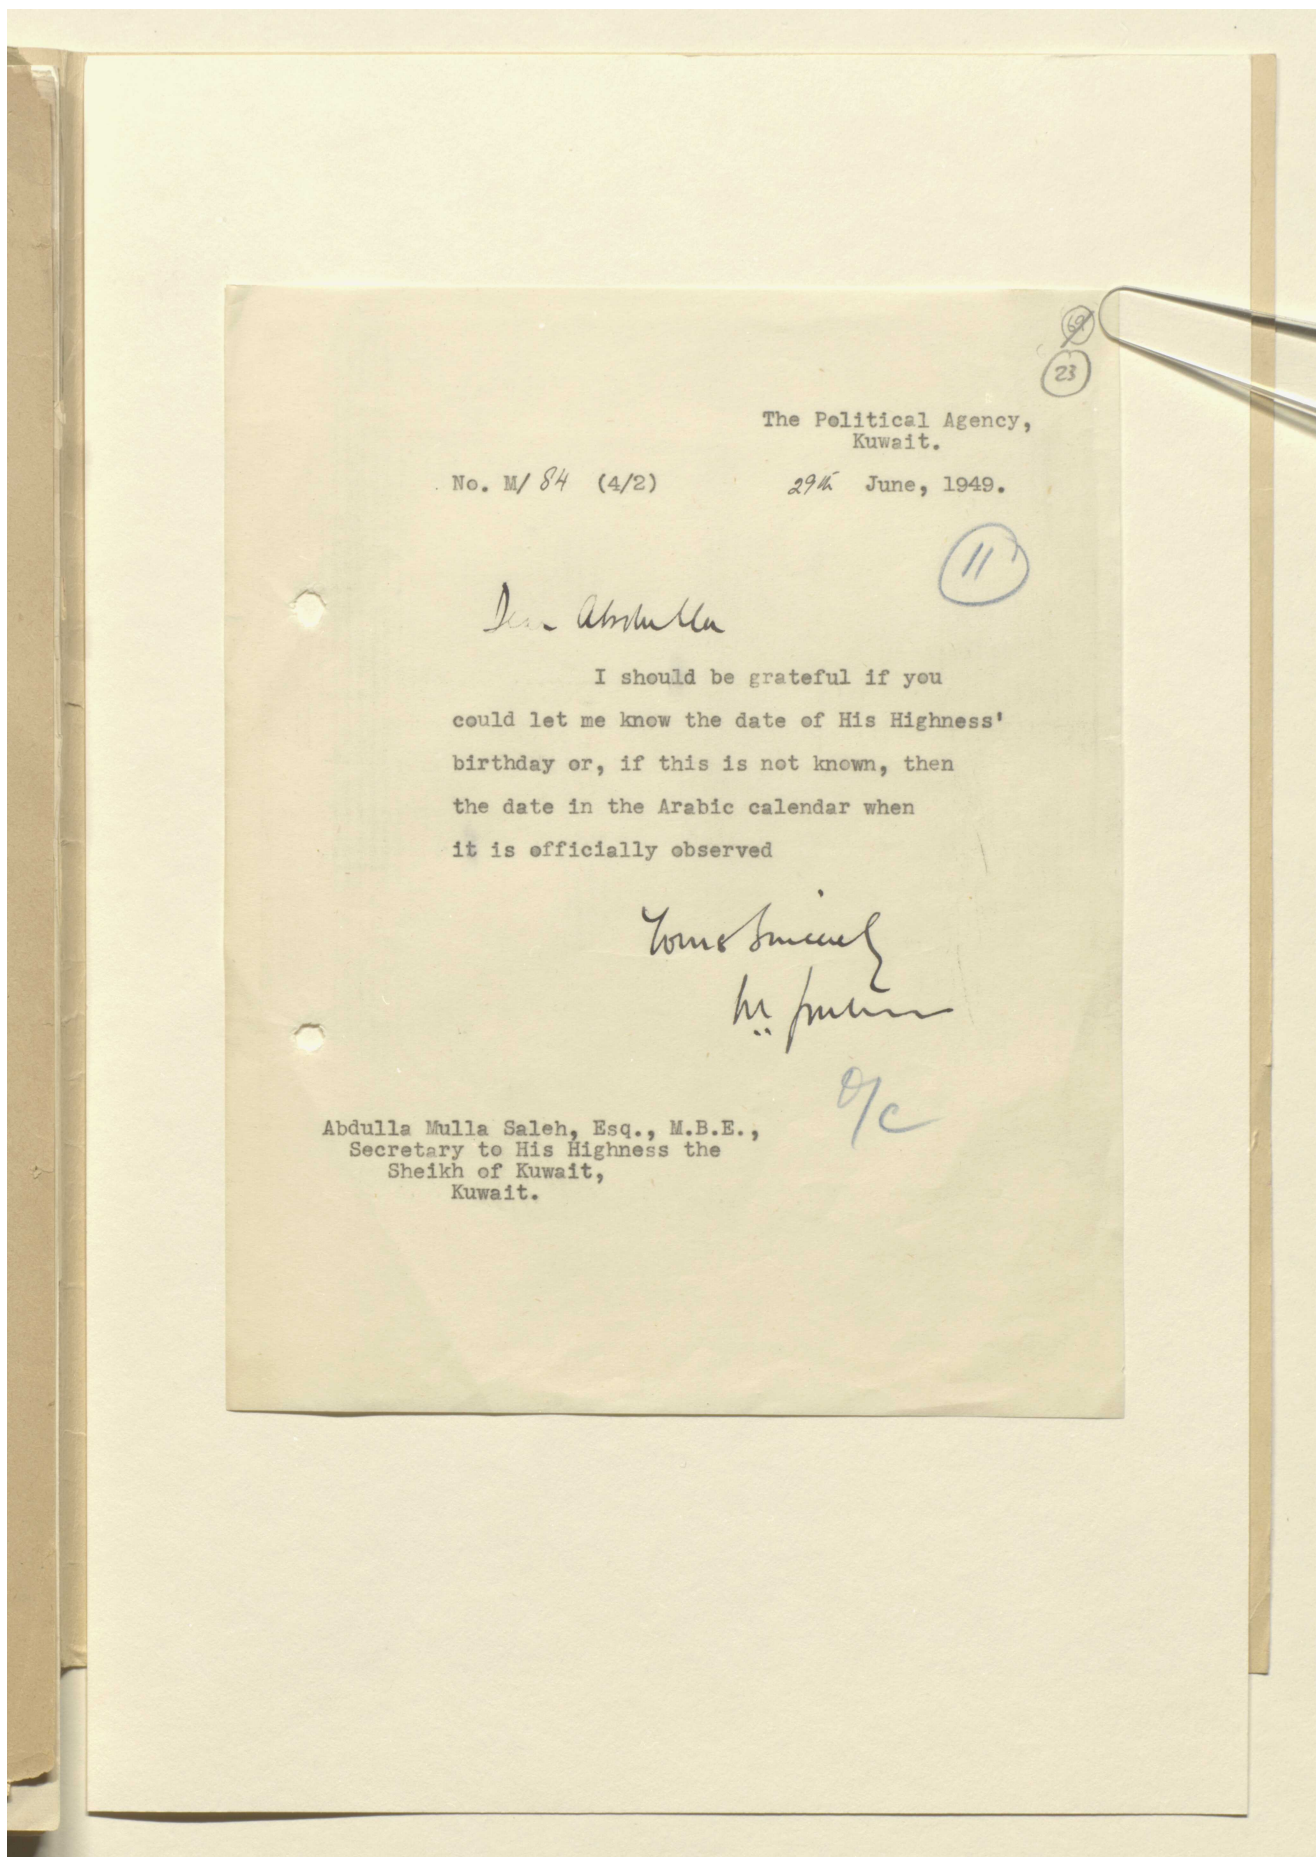 23
The Political Agency,
Kuwait.
No. M/ 84 (4/2) 29th June, 1949.
11
Dear Abdulla
I should be grateful if you
could let me know the date of His Highness'
birthday or, if this is not known, then
the date in the Arabic calendar when
it is officially observed
Yours sincerely
O/C
Abdulla Mulla Saleh, Esq., M.B.E.,
Secretary to His Highness the
Sheikh of Kuwait,
Kuwait.